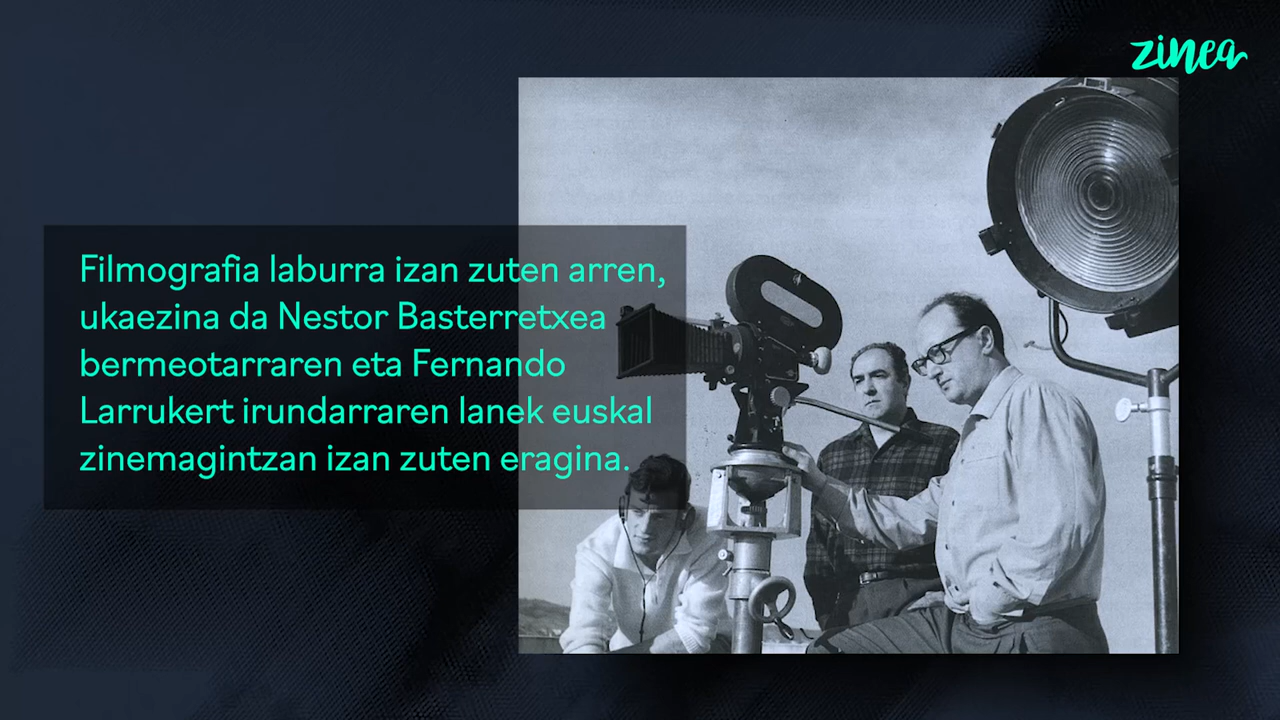 zinea
Filmografia laburra izan zuten arren,
ukaezina da Nestor Basterretxea
bermeotarraren eta Fernando
Larrukert irundarraren lanek euskal
zinemagintzan izan zuten eragina.